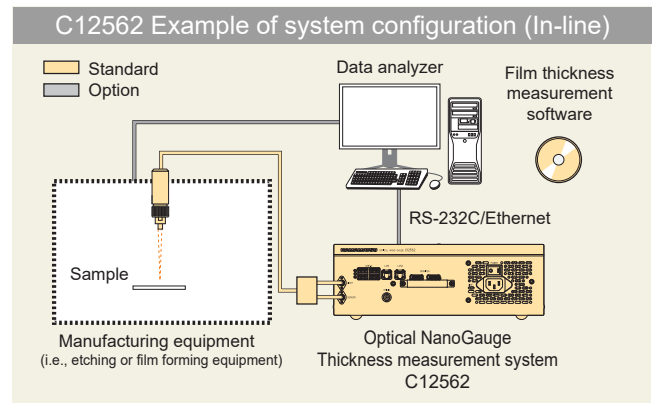 C12562 Example of system configuration (In-line)
Standard
Option
Data analyzer
Film thickness
measurement
software
RS-232C/Ethernet
Sample
Manufacturing equipment
(i.e., etching or film forming equipment)
Optical NanoGauge
Thickness measurement system
C12562